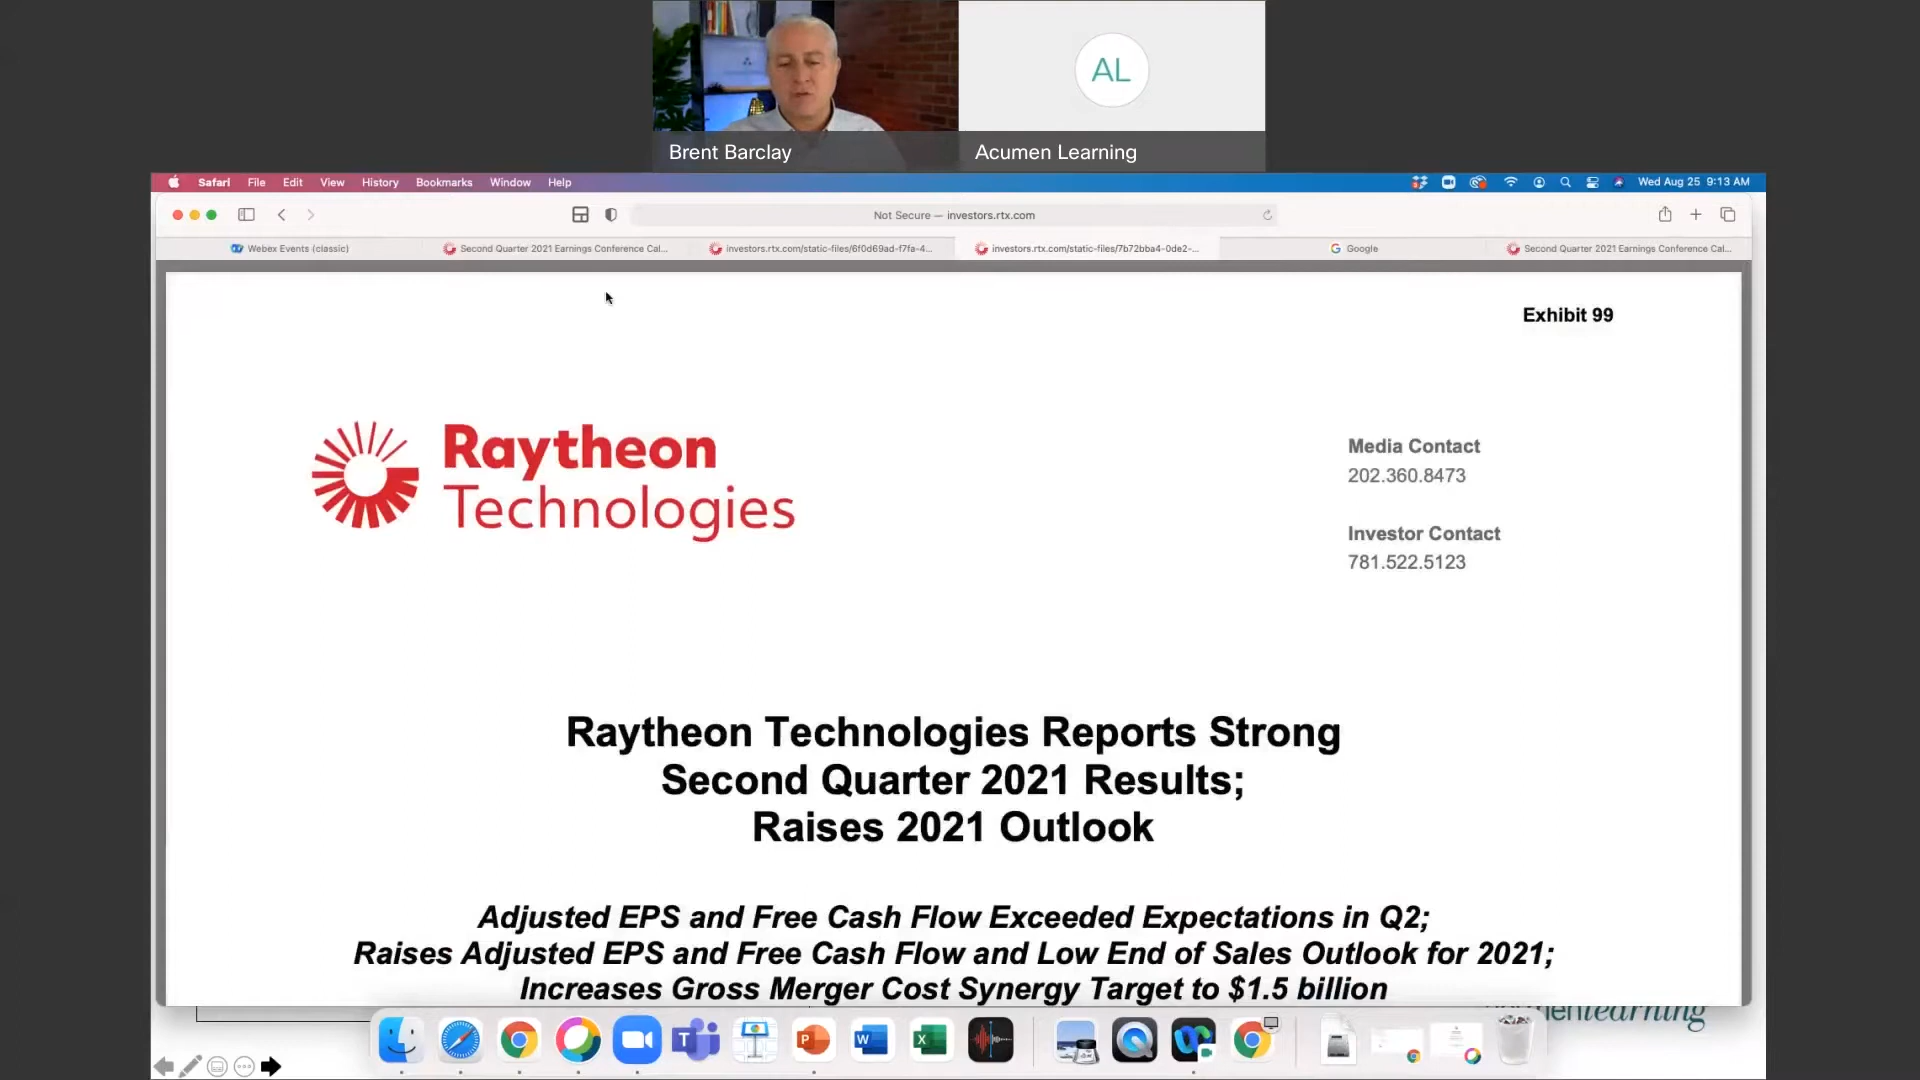 AL
Brent Barclay
Acumen Learning
Safari File Edit View History Bookmarks Window Help
Wed Aug 25 9:13 AM
Not Secure — investors.rtx.com
Webex Events (classic)
Second Quarter 2021 Earnings Conference Cal...
investors.rtx.com/static-files/6f0d69ad-f7fa-4...
investors.rtx.com/static-files/7b72bba4-0de2-...
Google
Second Quarter 2021 Earnings Conference Cal...
Exhibit 99
Raytheon
Technologies
Media Contact
202.360.8473
Investor Contact
781.522.5123
Raytheon Technologies Reports Strong
Second Quarter 2021 Results;
Raises 2021 Outlook
Adjusted EPS and Free Cash Flow Exceeded Expectations in Q2;
Raises Adjusted EPS and Free Cash Flow and Low End of Sales Outlook for 2021;
Increases Gross Merger Cost Synergy Target to $1.5 billion
learning